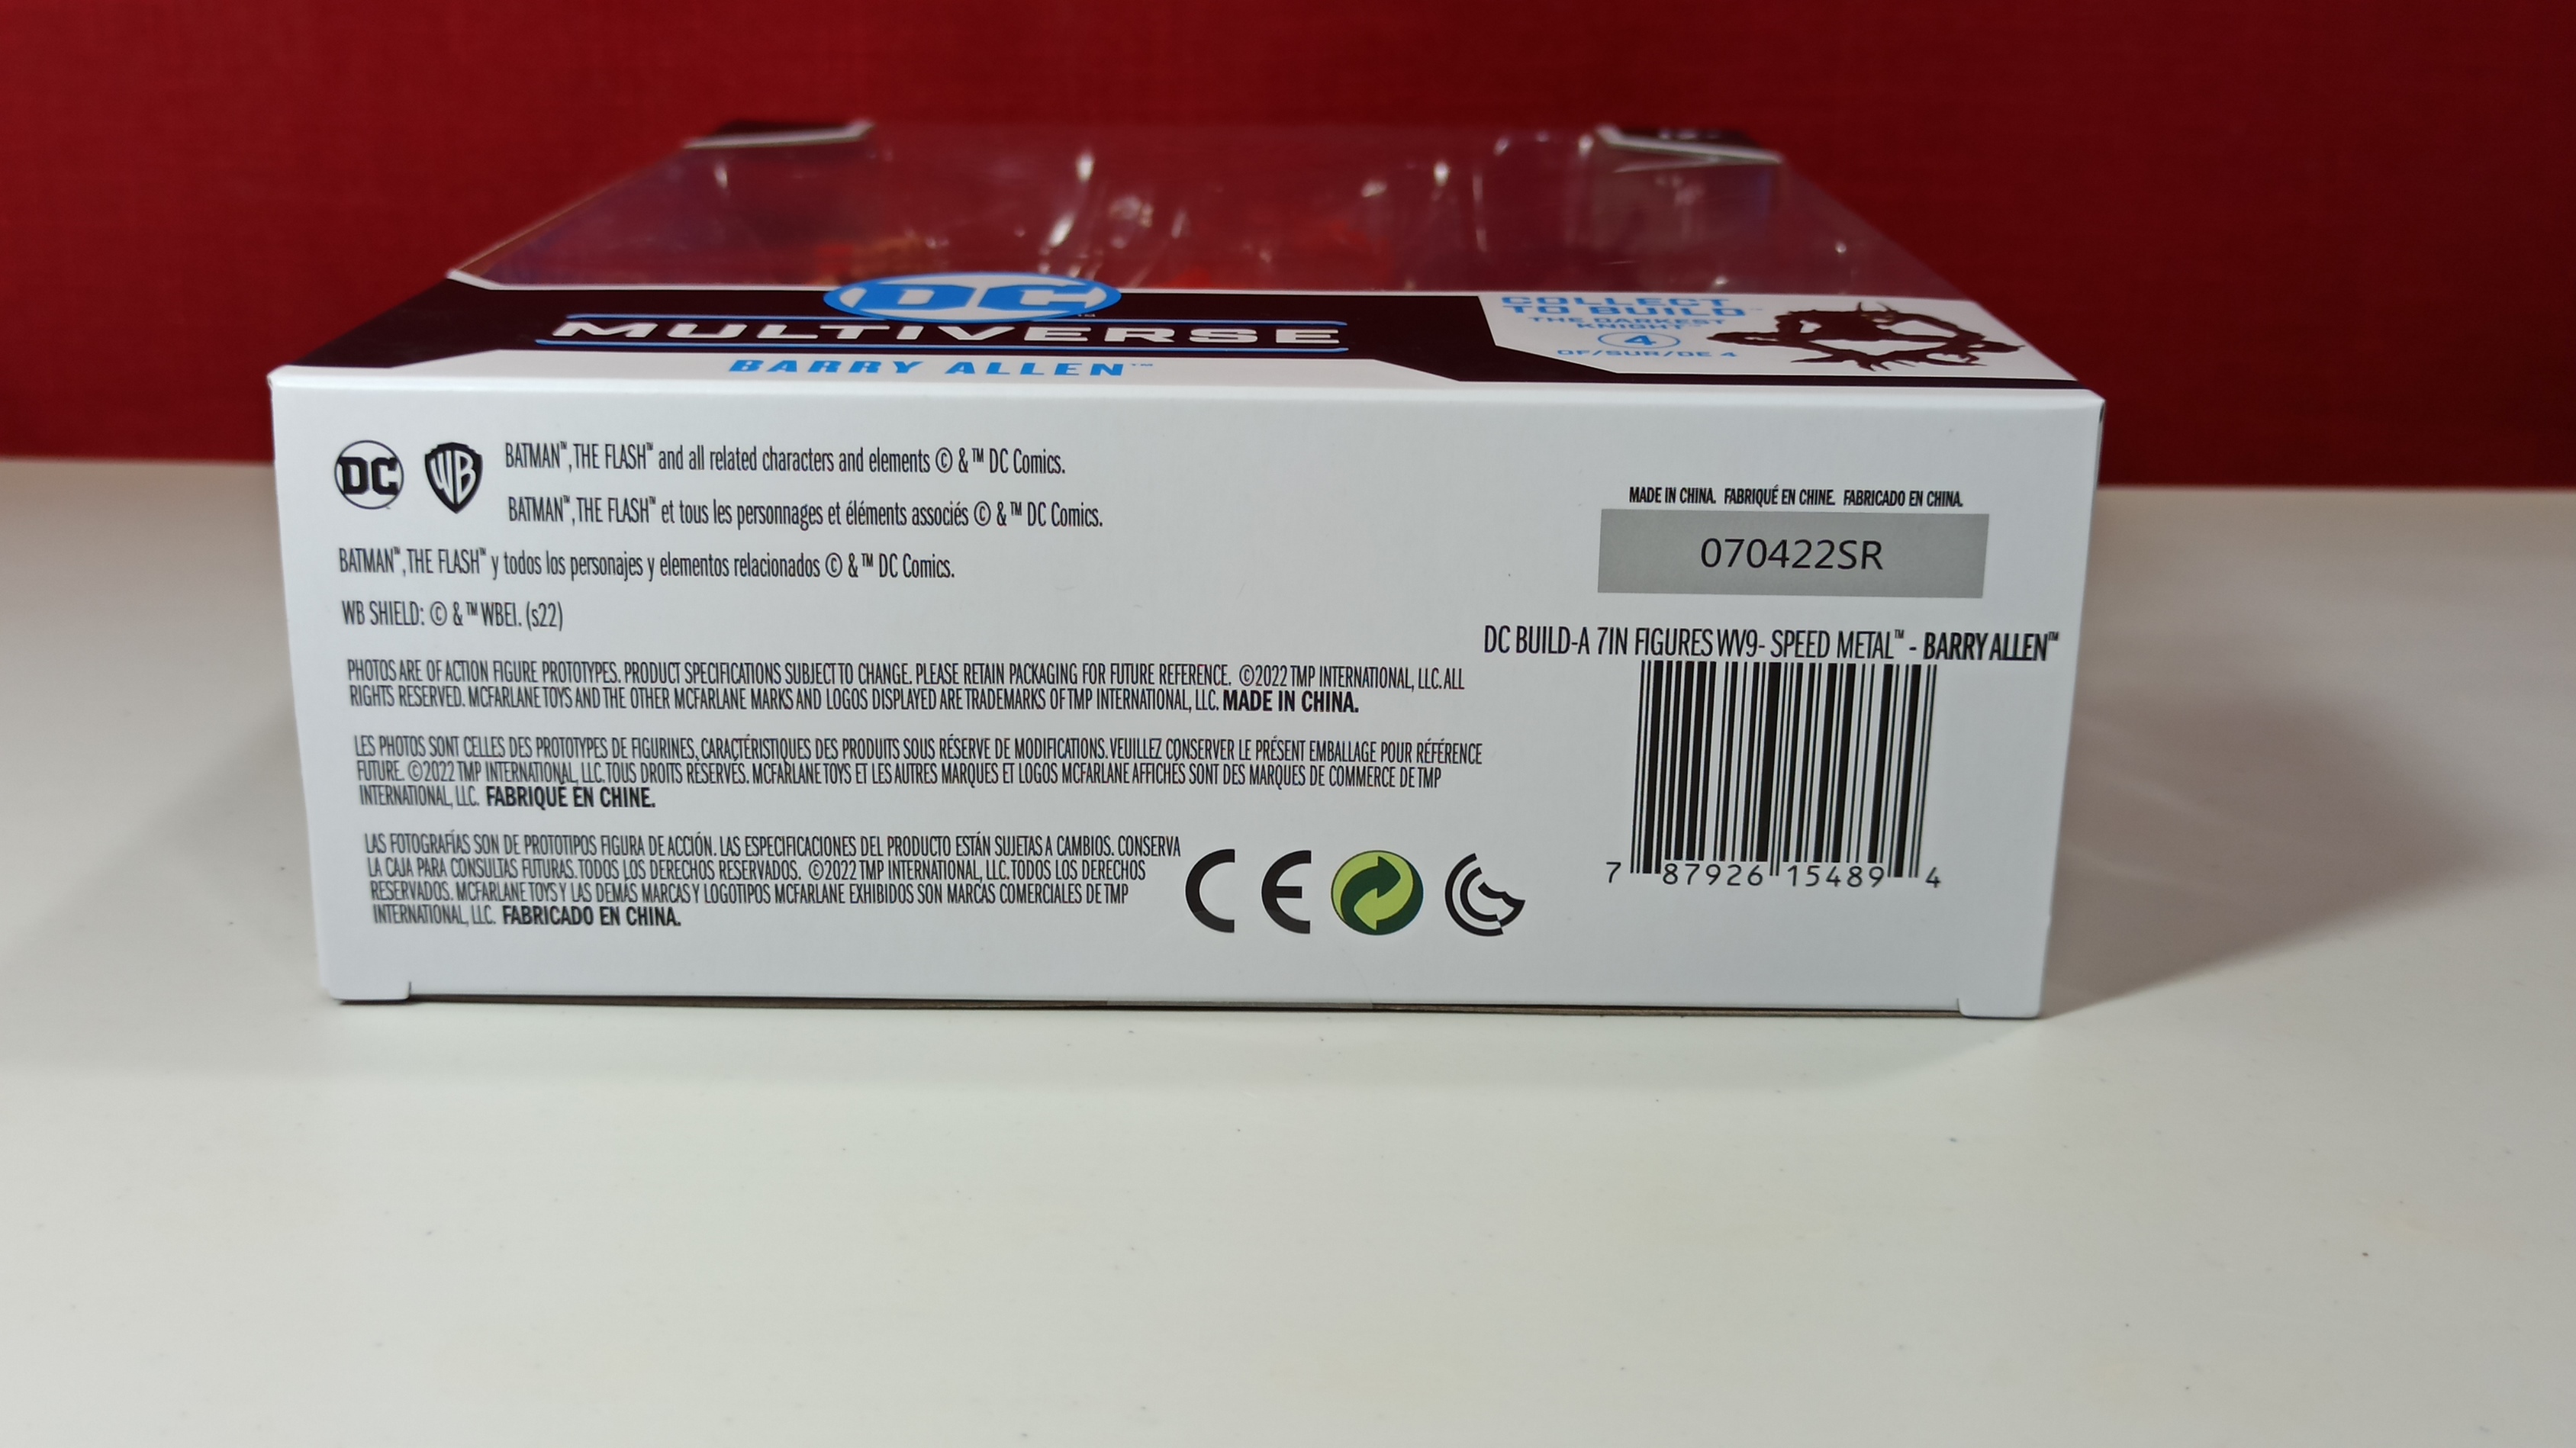 DC™
MULTIVERSE
BARRY ALLEN™
COLLECT
TO BUILD™
THE DARKEST
KNIGHT™
4
OF/SUR/DE 4
DC WB
BATMAN™, THE FLASH™ and all related characters and elements © & ™ DC Comics.
BATMAN™, THE FLASH™ et tous les personnages et éléments associés © & ™ DC Comics.
BATMAN™, THE FLASH™ y todos los personajes y elementos relacionados © & ™ DC Comics.
WB SHIELD: © & ™ WBEI. (s22)
PHOTOS ARE OF ACTION FIGURE PROTOTYPES. PRODUCT SPECIFICATIONS SUBJECT TO CHANGE. PLEASE RETAIN PACKAGING FOR FUTURE REFERENCE. ©2022 TMP INTERNATIONAL, LLC. ALL
RIGHTS RESERVED. MCFARLANE TOYS AND THE OTHER MCFARLANE MARKS AND LOGOS DISPLAYED ARE TRADEMARKS OF TMP INTERNATIONAL, LLC. MADE IN CHINA.
LES PHOTOS SONT CELLES DES PROTOTYPES DE FIGURINES, CARACTÉRISTIQUES DES PRODUITS SOUS RÉSERVE DE MODIFICATIONS. VEUILLEZ CONSERVER LE PRÉSENT EMBALLAGE POUR RÉFÉRENCE
FUTURE. ©2022 TMP INTERNATIONAL, LLC. TOUS DROITS RÉSERVÉS. MCFARLANE TOYS ET LES AUTRES MARQUES ET LOGOS MCFARLANE AFFICHÉS SONT DES MARQUES DE COMMERCE DE TMP
INTERNATIONAL, LLC. FABRIQUÉ EN CHINE.
LAS FOTOGRAFÍAS SON DE PROTOTIPOS FIGURA DE ACCIÓN. LAS ESPECIFICACIONES DEL PRODUCTO ESTÁN SUJETAS A CAMBIOS. CONSERVA
LA CAJA PARA CONSULTAS FUTURAS. TODOS LOS DERECHOS RESERVADOS. ©2022 TMP INTERNATIONAL, LLC. TODOS LOS DERECHOS
RESERVADOS. MCFARLANE TOYS Y LAS DEMÁS MARCAS Y LOGOTIPOS MCFARLANE EXHIBIDOS SON MARCAS COMERCIALES DE TMP
INTERNATIONAL, LLC. FABRICADO EN CHINA.
CE
MADE IN CHINA. FABRIQUÉ EN CHINE. FABRICADO EN CHINA.
070422SR
DC BUILD-A 7IN FIGURES WV9- SPEED METAL™ - BARRY ALLEN™
7 87926 15489 4